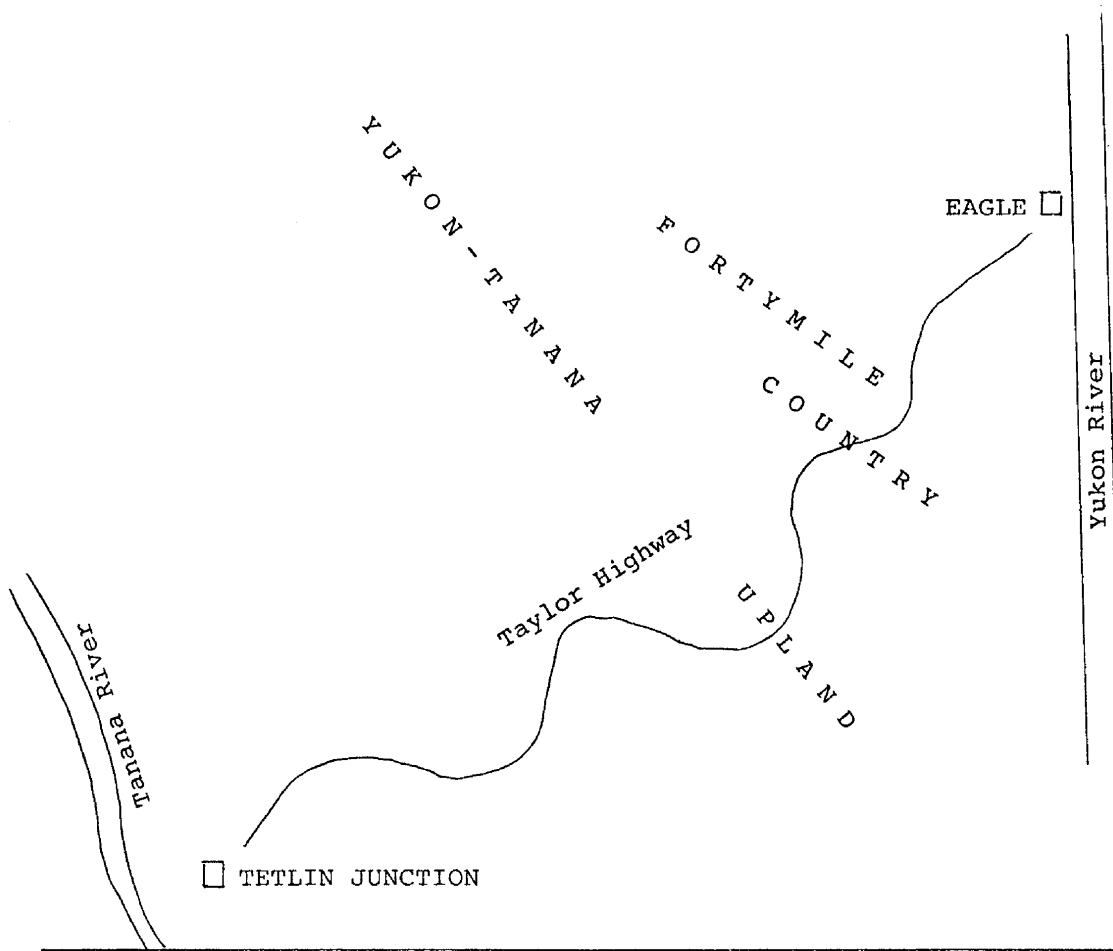 YUKON-TANANA
EAGLE
FORTYMILE
COUNTRY
Yukon River
Taylor Highway
UPLAND
Tanana River
TETLIN JUNCTION